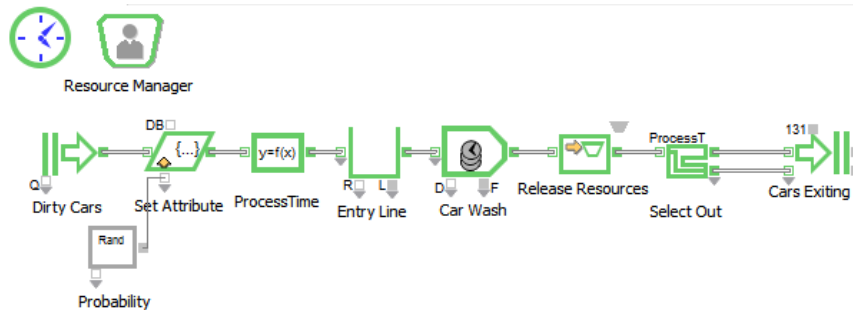 Resource Manager
DB
{...}
y=f(x)
131
ProcessT
Q
R
L
D
F
Dirty Cars
Set Attribute
ProcessTime
Entry Line
Car Wash
Release Resources
Select Out
Cars Exiting
Rand
Probability